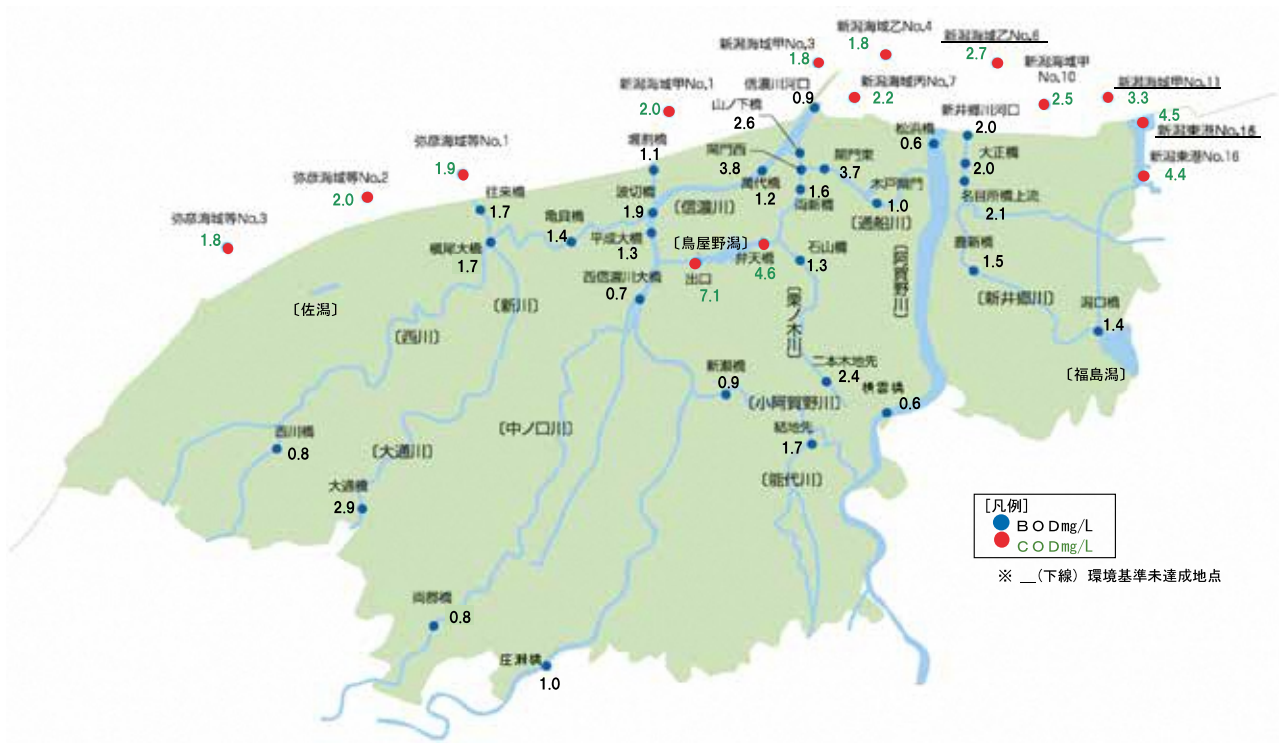 新潟海域乙No.4
1.8
新潟海域甲No.3
1.8
新潟海域乙No.6
2.7
新潟海域甲
No.10
2.5
新潟海域甲No.11
3.3
新潟海域甲No.1
2.0
信濃川河口
0.9
新潟海域丙No.7
2.2
山ノ下橋
2.6
新井郷川河口
2.0
4.5
新潟東港No.15
新潟東港No.16
4.4
松浜橋
0.6
大正橋
2.0
名目所橋上流
2.1
弥彦海域等No.1
1.9
堀割橋
1.1
閘門西
3.8
閘門東
3.7
萬代橋
1.2
1.6
両新橋
木戸閘門
1.0
〔通船川〕
弥彦海域等No.2
2.0
往来橋
1.7
波切橋
1.9
〔信濃川〕
弥彦海域等No.3
1.8
亀貝橋
1.4
平成大橋
1.3
槇尾大橋
1.7
〔鳥屋野潟〕
弁天橋
4.6
石山橋
1.3
出口
7.1
西信濃川大橋
0.7
〔阿賀野川〕
1.5
〔新井郷川〕
潟口橋
1.4
〔福島潟〕
〔佐潟〕
〔新川〕
〔西川〕
〔栗ノ木川〕
新瀬橋
0.9
二本木地先
2.4
〔小阿賀野川〕
横雲橋
0.6
西川橋
0.8
〔大通川〕
〔中ノ口川〕
結地先
1.7
〔能代川〕
大通橋
2.9
両郡橋
0.8
庄瀬橋
1.0
[凡例]
ＢＯＤmg/L
ＣＯＤmg/L
※ __(下線) 環境基準未達成地点